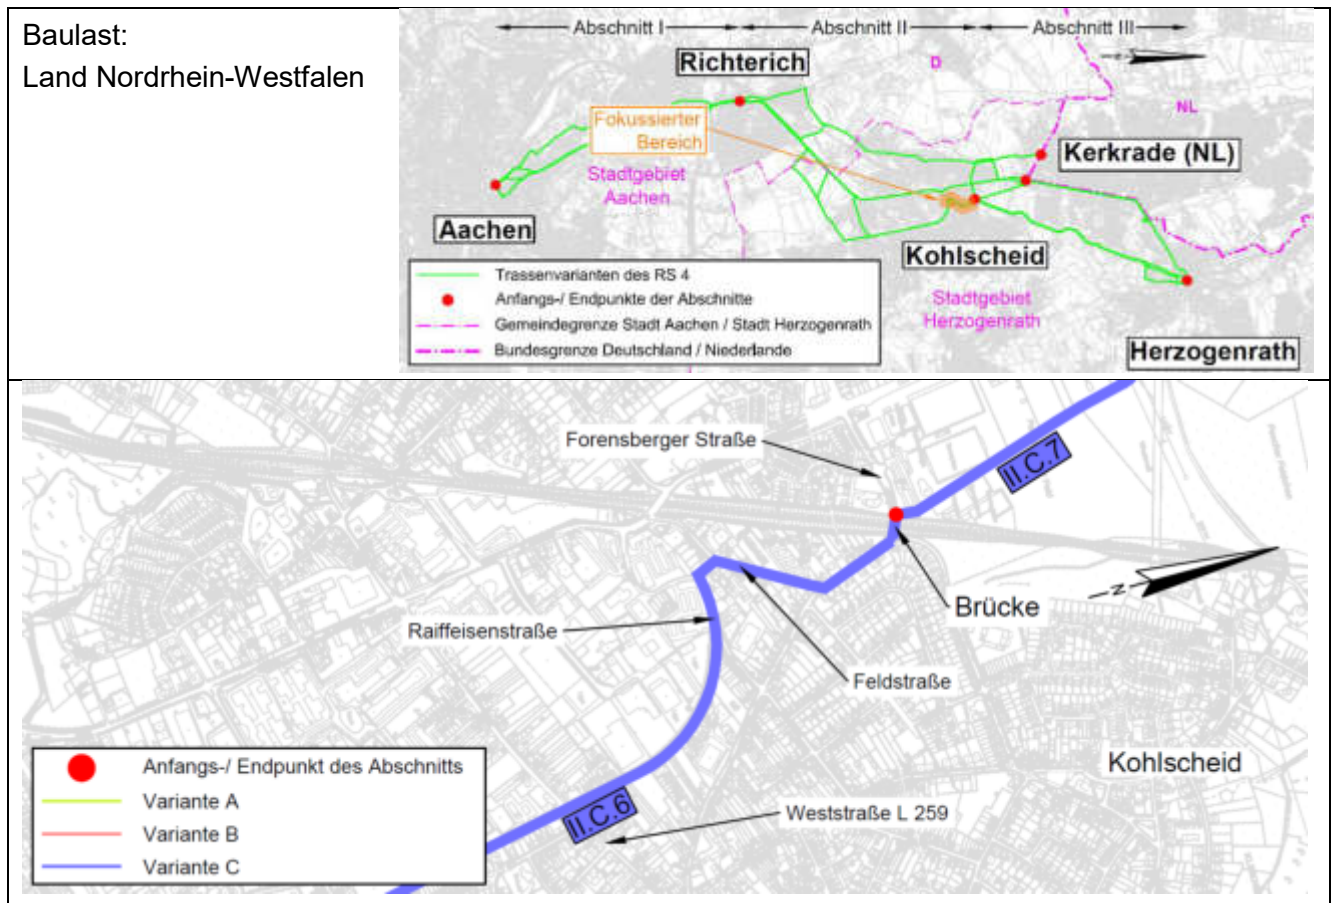 Baulast:
Land Nordrhein-Westfalen
Abschnitt I
Abschnitt II
Abschnitt III
Richterich
D
N
NL
Fokussierter
Bereich
Kerkrade (NL)
Stadtgebiet
Aachen
Aachen
Kohlscheid
Stadtgebiet
Herzogenrath
Herzogenrath
Trassenvarianten des RS 4
Anfangs-/ Endpunkte der Abschnitte
Gemeindegrenze Stadt Aachen / Stadt Herzogenrath
Bundesgrenze Deutschland / Niederlande
Forensberger Straße
II.C.7
N
Brücke
Raiffeisenstraße
Feldstraße
Kohlscheid
II.C.6
Weststraße L 259
Anfangs-/ Endpunkt des Abschnitts
Variante A
Variante B
Variante C